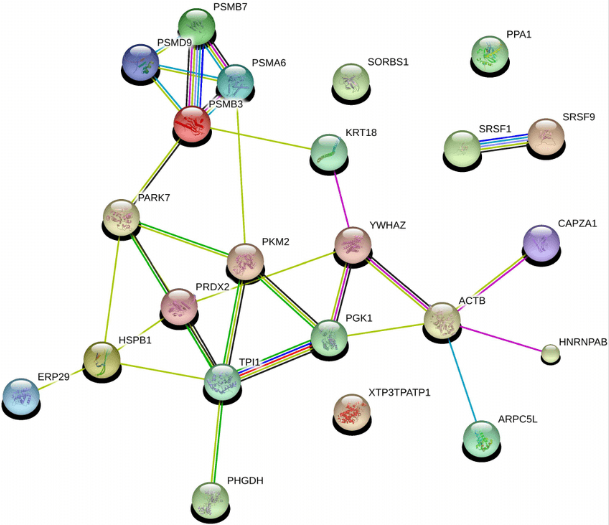 PSMB7
PSMD9
PPA1
PSMA6
SORBS1
PSMB3
SRSF9
SRSF1
KRT18
PARK7
YWHAZ
CAPZA1
PKM2
PRDX2
ACTB
PGK1
HSPB1
HNRNPAB
TPI1
ERP29
XTP3TPATP1
ARPC5L
PHGDH